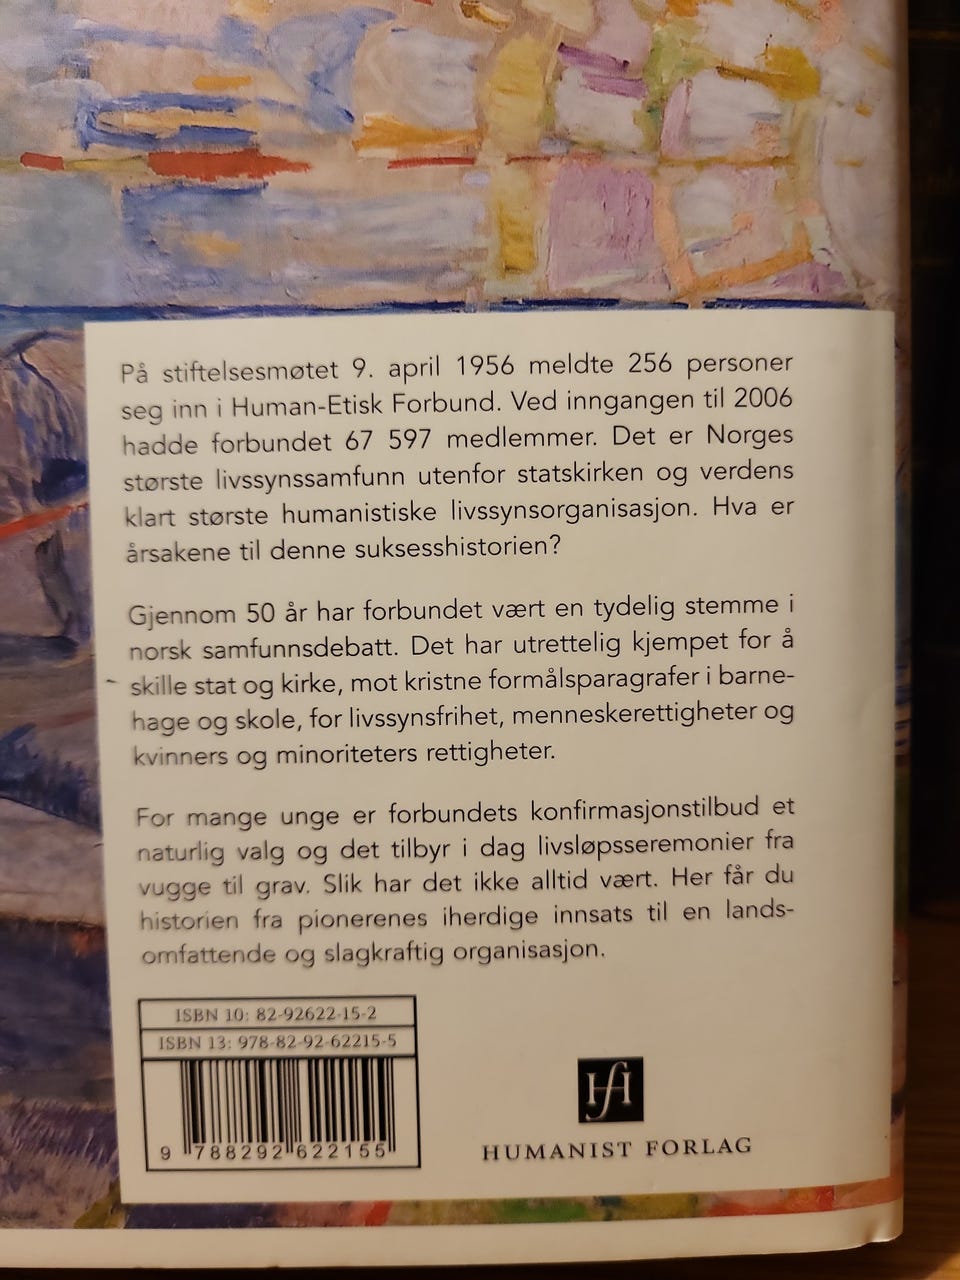 På stiftelsesmøtet 9. april 1956 meldte 256 personer
seg inn i Human-Etisk Forbund. Ved inngangen til 2006
hadde forbundet 67 597 medlemmer. Det er Norges
største livssynssamfunn utenfor statskirken og verdens
klart største humanistiske livssynsorganisasjon. Hva er
årsakene til denne suksesshistorien?
Gjennom 50 år har forbundet vært en tydelig stemme i
norsk samfunnsdebatt. Det har utrettelig kjempet for å
skille stat og kirke, mot kristne formålsparagrafer i barne-
hage og skole, for livssynsfrihet, menneskerettigheter og
kvinners og minoriteters rettigheter.
For mange unge er forbundets konfirmasjonstilbud et
naturlig valg og det tilbyr i dag livsløpsseremonier fra
vugge til grav. Slik har det ikke alltid vært. Her får du
historien fra pionerenes iherdige innsats til en lands-
omfattende og slagkraftig organisasjon.
ISBN 10: 82-92622-15-2
ISBN 13: 978-82-92-62215-5
9 788292 622155
HUMANIST FORLAG